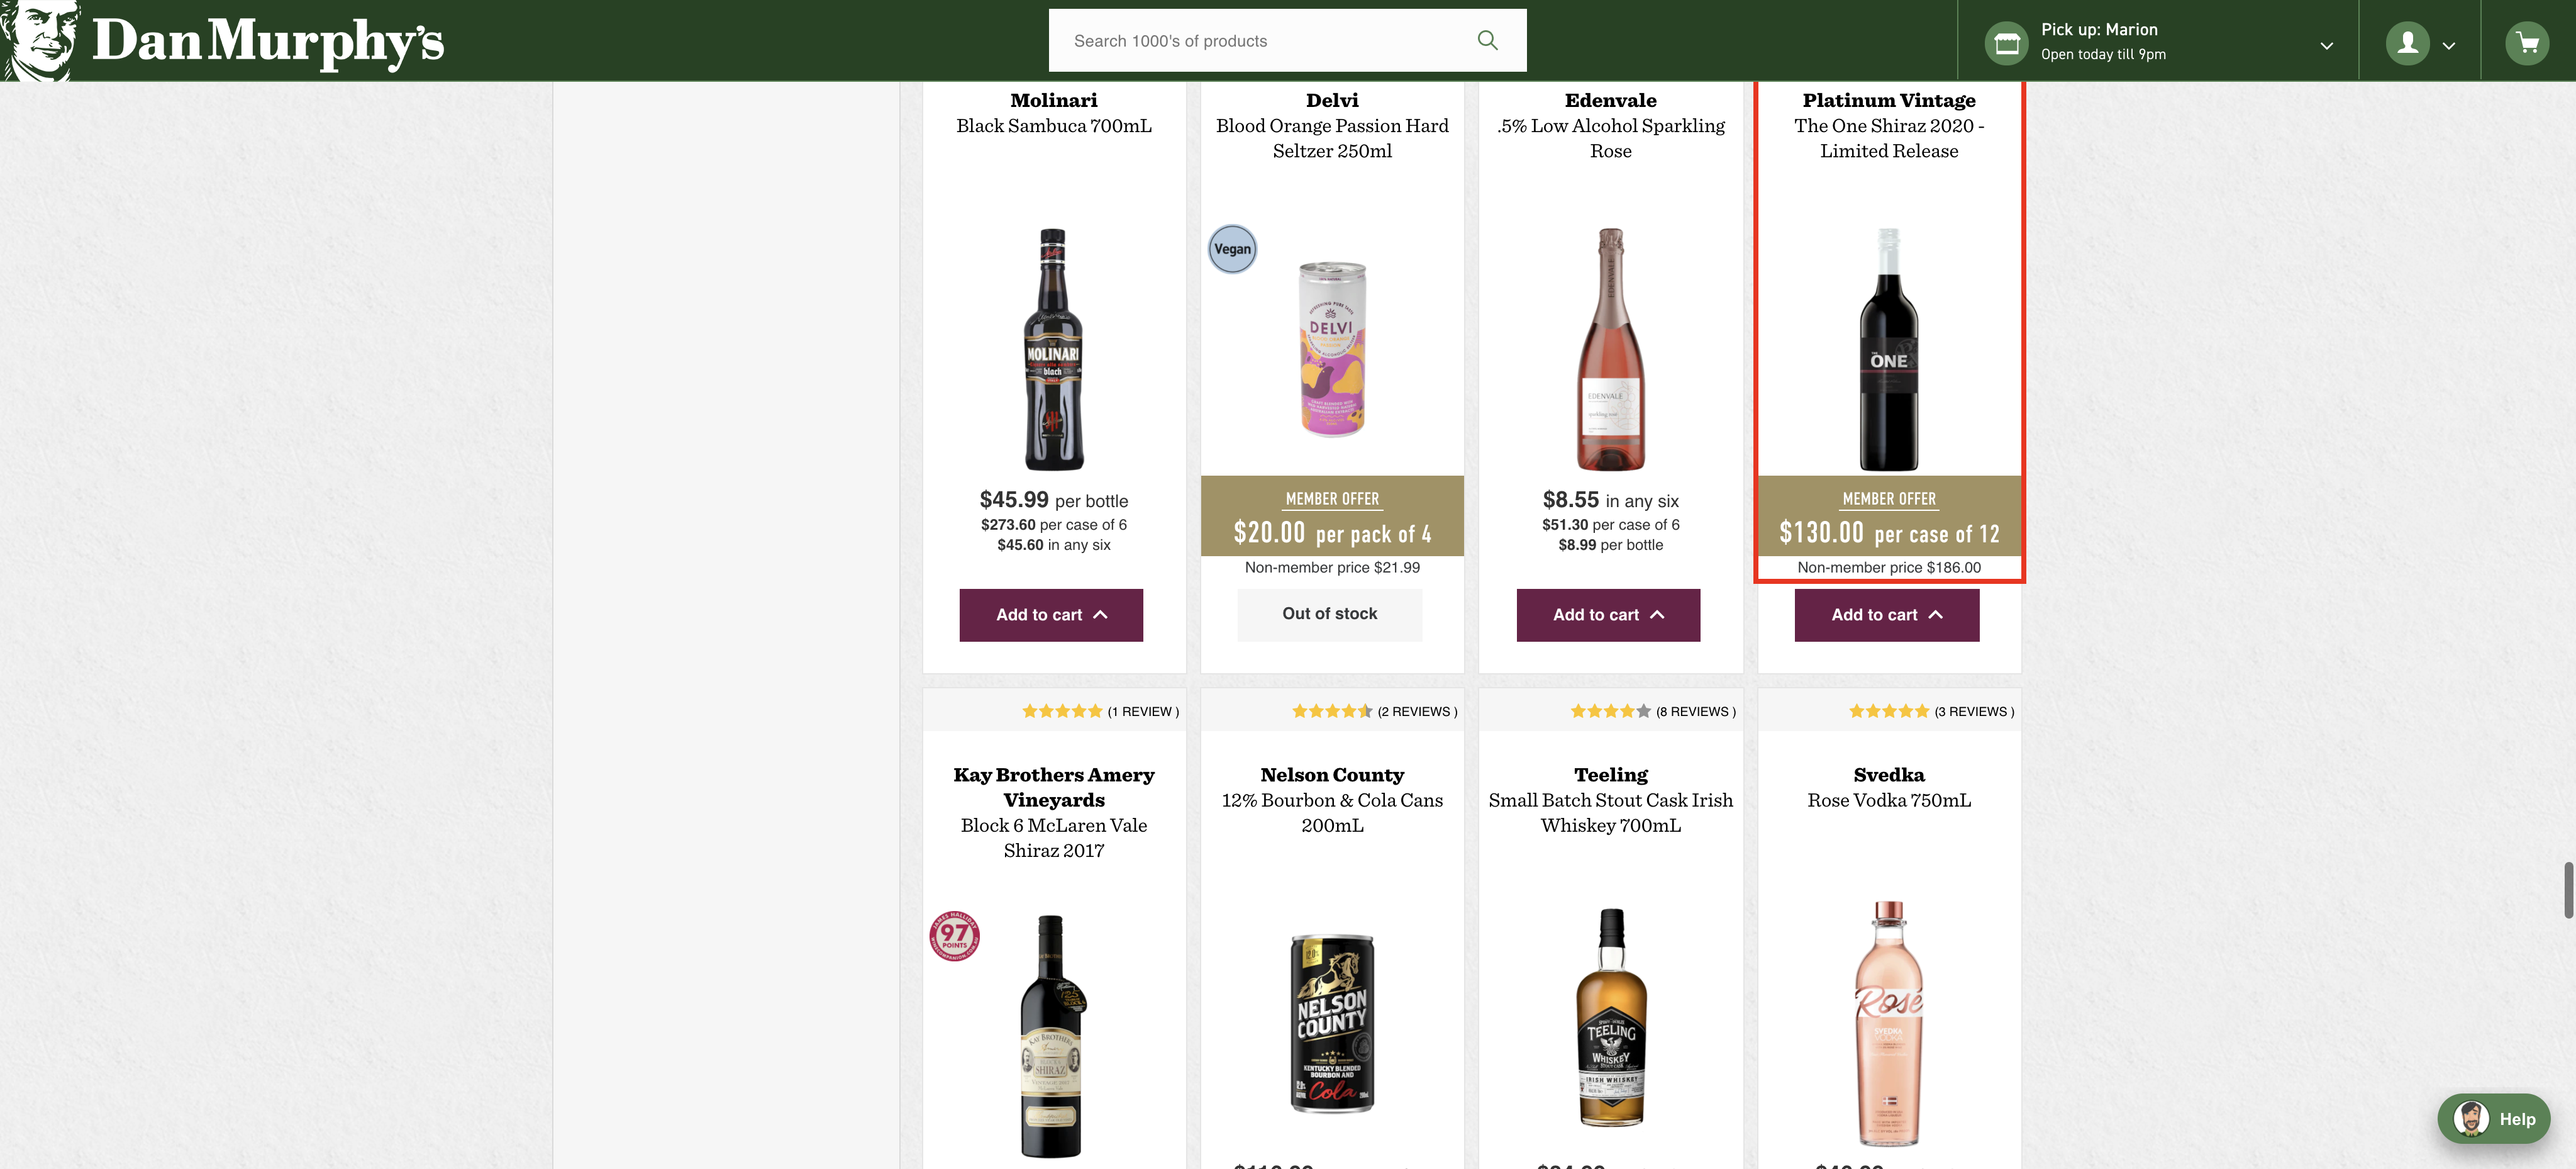 Dan Murphy's
Search 1000's of products
Pick up: Marion
Open today till 9pm
Molinari
Black Sambuca 700mL
MOLINARI
black
$45.99 per bottle
$273.60 per case of 6
$45.60 in any six
Add to cart
Delvi
Blood Orange Passion Hard
Seltzer 250ml
Vegan
DELVI
MEMBER OFFER
$20.00 per pack of 4
Non-member price $21.99
Out of stock
Edenvale
.5% Low Alcohol Sparkling
Rose
EDENVALE
$8.55 in any six
$51.30 per case of 6
$8.99 per bottle
Add to cart
Platinum Vintage
The One Shiraz 2020 -
Limited Release
ONE
MEMBER OFFER
$130.00 per case of 12
Non-member price $186.00
Add to cart
(1 REVIEW )
Kay Brothers Amery
Vineyards
Block 6 McLaren Vale
Shiraz 2017
97
POINTS
KAY BROTHERS
SHIRAZ
(2 REVIEWS )
Nelson County
12% Bourbon & Cola Cans
200mL
NELSON
COUNTY
KENTUCKY BLENDED
BOURBON AND
Cola
(8 REVIEWS )
Teeling
Small Batch Stout Cask Irish
Whiskey 700mL
TEELING
WHISKEY
IRISH WHISKEY
(3 REVIEWS )
Svedka
Rose Vodka 750mL
Rosé
SVEDKA
VODKA
Help